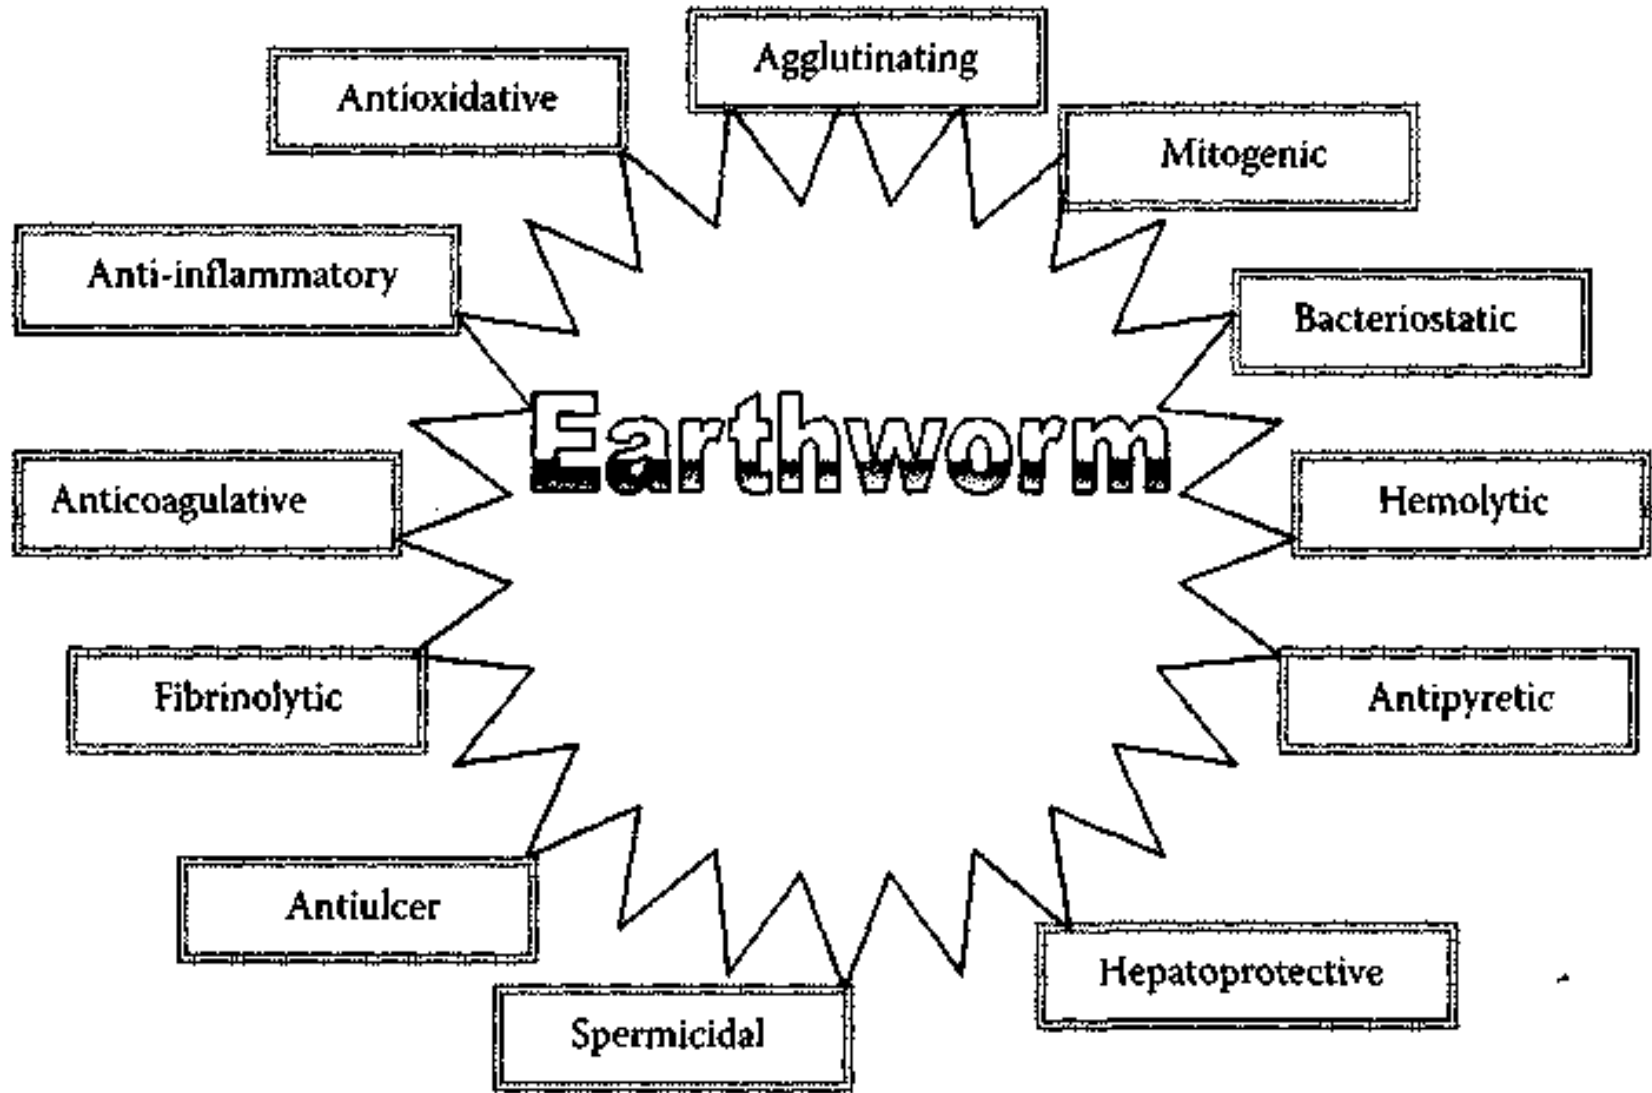 Agglutinating
Antioxidative
Mitogenic
Anti-inflammatory
Bacteriostatic
Earthworm
Anticoagulative
Hemolytic
Fibrinolytic
Antipyretic
Antiulcer
Hepatoprotective
Spermicidal